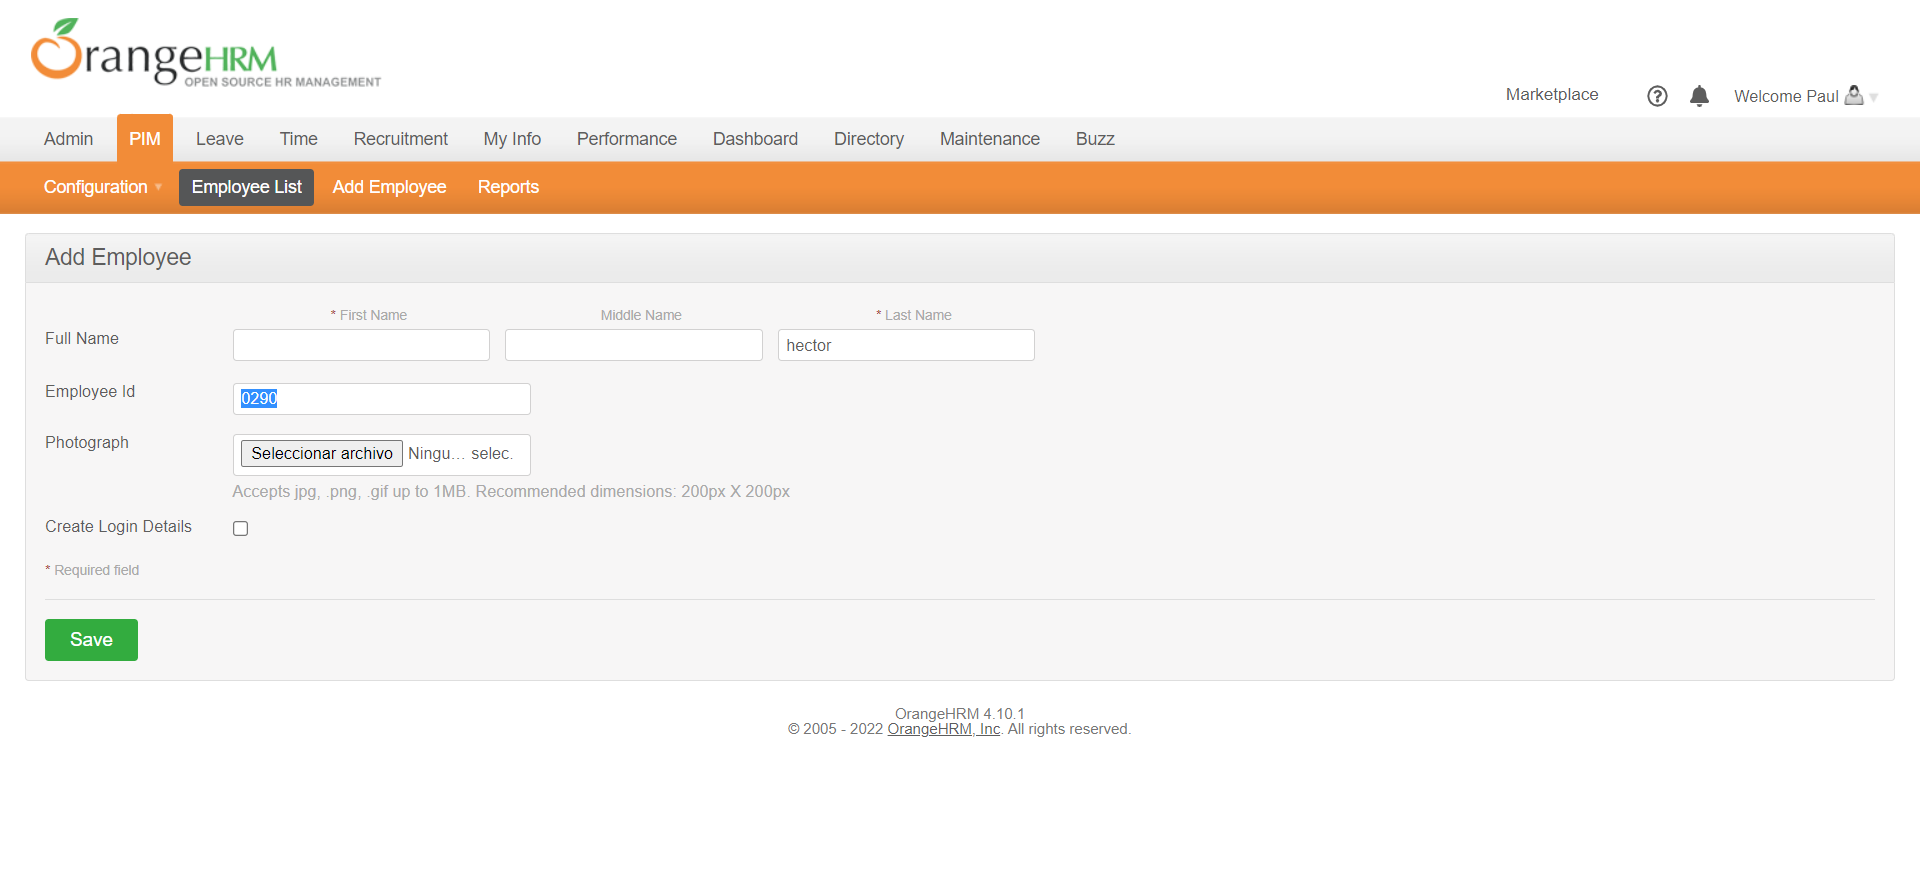 OrangeHRM
OPEN SOURCE HR MANAGEMENT
Marketplace
Welcome Paul
Admin PIM Leave Time Recruitment My Info Performance Dashboard Directory Maintenance Buzz
Configuration Employee List Add Employee Reports
Add Employee
* First Name Middle Name * Last Name
Full Name hector
Employee Id 0290
Photograph Seleccionar archivo Ningu… selec.
Accepts jpg, .png, .gif up to 1MB. Recommended dimensions: 200px X 200px
Create Login Details
* Required field
Save
OrangeHRM 4.10.1
© 2005 - 2022 OrangeHRM, Inc. All rights reserved.